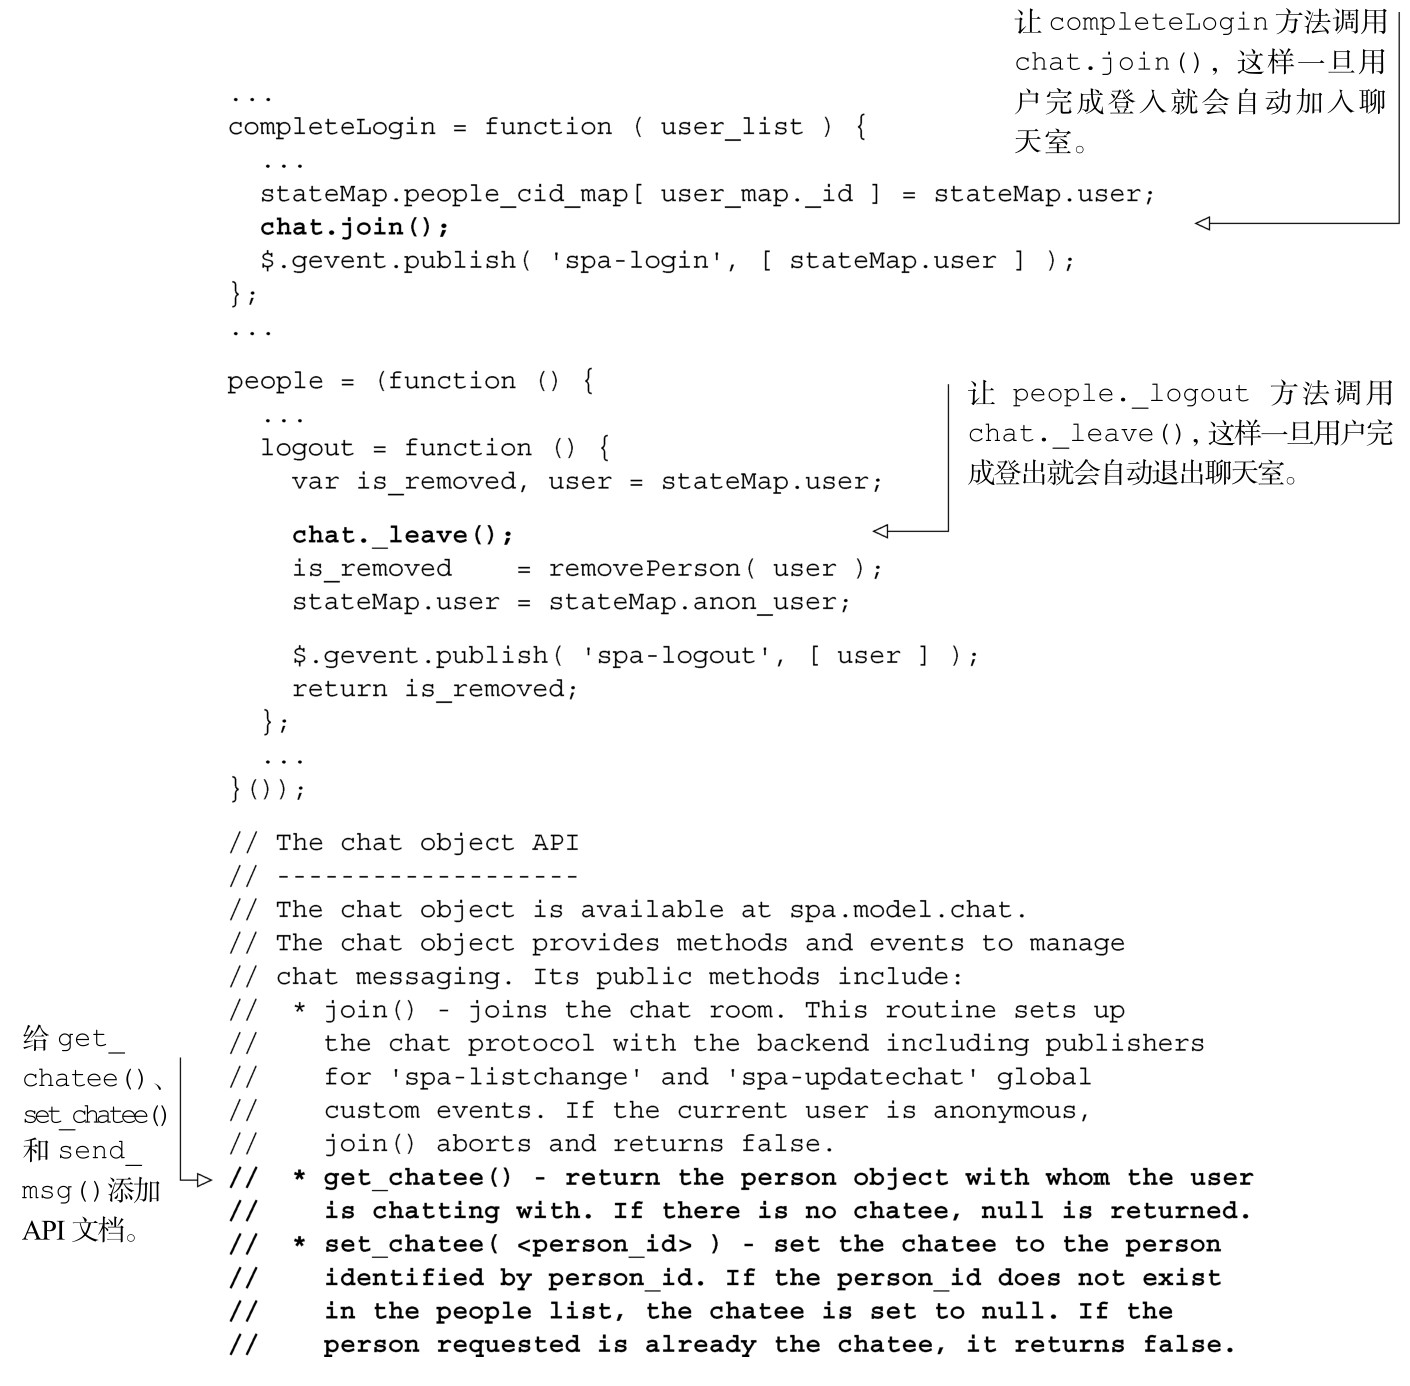 让 completeLogin 方法调用
chat.join(), 这样一旦用
户完成登入就会自动加入聊
天室。
...
completeLogin = function ( user_list ) {
  ...
  stateMap.people_cid_map[ user_map._id ] = stateMap.user;
  chat.join();
  $.gevent.publish( 'spa-login', [ stateMap.user ] );
};
...
people = (function () {
  ...
  logout = function () {
    var is_removed, user = stateMap.user;
让 people._logout 方法调用
chat._leave(), 这样一旦用户完
成登出就会自动退出聊天室。
    chat._leave();
    is_removed    = removePerson( user );
    stateMap.user = stateMap.anon_user;
    $.gevent.publish( 'spa-logout', [ user ] );
    return is_removed;
  };
  ...
}());
// The chat object API
// -------------------
// The chat object is available at spa.model.chat.
// The chat object provides methods and events to manage
// chat messaging. Its public methods include:
//  * join() - joins the chat room. This routine sets up
//    the chat protocol with the backend including publishers
//    for 'spa-listchange' and 'spa-updatechat' global
//    custom events. If the current user is anonymous,
//    join() aborts and returns false.
给 get_
chatee()、
set_chatee()
和 send_
msg() 添加
API 文档。
//  * get_chatee() - return the person object with whom the user
//    is chatting with. If there is no chatee, null is returned.
//  * set_chatee( <person_id> ) - set the chatee to the person
//    identified by person_id. If the person_id does not exist
//    in the people list, the chatee is set to null. If the
//    person requested is already the chatee, it returns false.